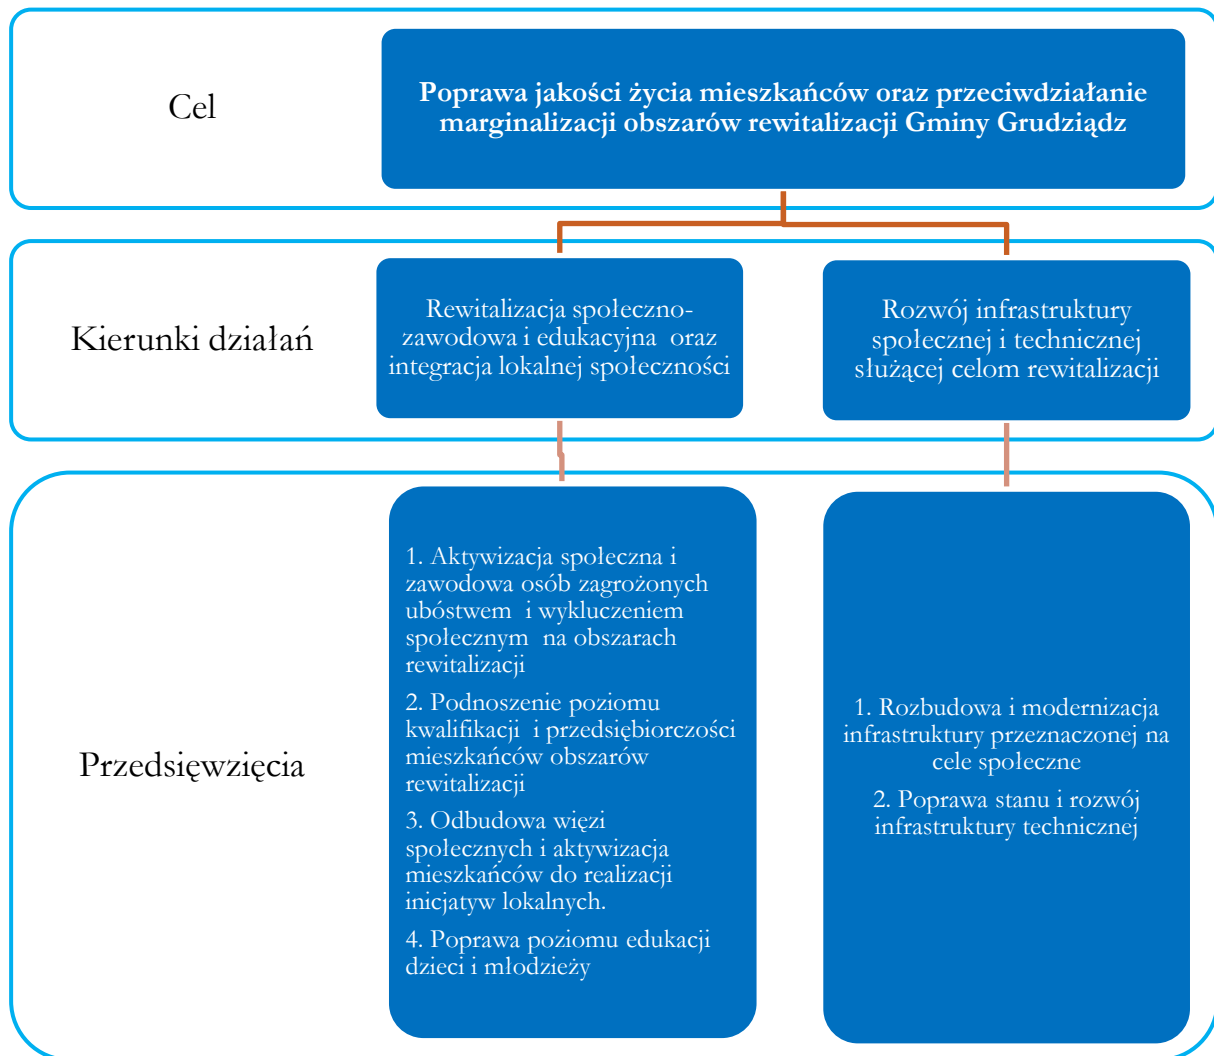 Cel
Poprawa jakości życia mieszkańców oraz przeciwdziałanie
marginalizacji obszarów rewitalizacji Gminy Grudziądz
Kierunki działań
Rewitalizacja społeczno-
zawodowa i edukacyjna oraz
integracja lokalnej społeczności
Rozwój infrastruktury
społecznej i technicznej
służącej celom rewitalizacji
Przedsięwzięcia
1. Aktywizacja społeczna i
zawodowa osób zagrożonych
ubóstwem i wykluczeniem
społecznym na obszarach
rewitalizacji
2. Podnoszenie poziomu
kwalifikacji i przedsiębiorczości
mieszkańców obszarów
rewitalizacji
3. Odbudowa więzi
społecznych i aktywizacja
mieszkańców do realizacji
inicjatyw lokalnych.
4. Poprawa poziomu edukacji
dzieci i młodzieży
1. Rozbudowa i modernizacja
infrastruktury przeznaczonej na
cele społeczne
2. Poprawa stanu i rozwój
infrastruktury technicznej